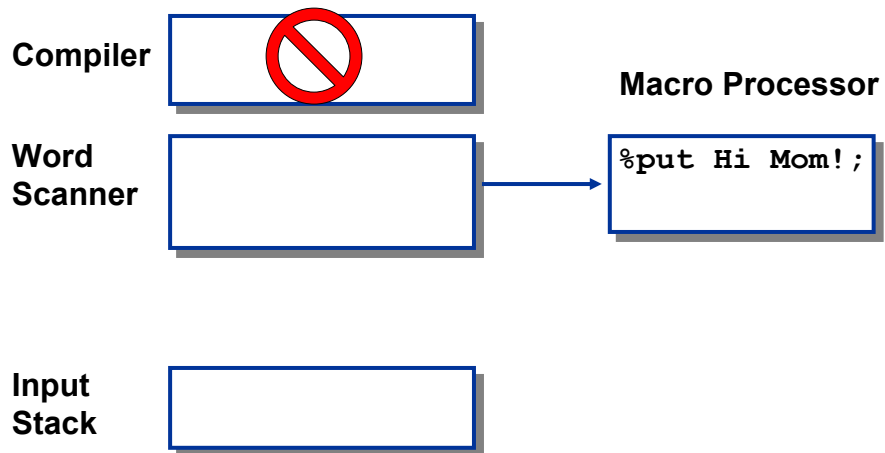 Compiler
Macro Processor
Word
Scanner
%put Hi Mom!;
Input
Stack